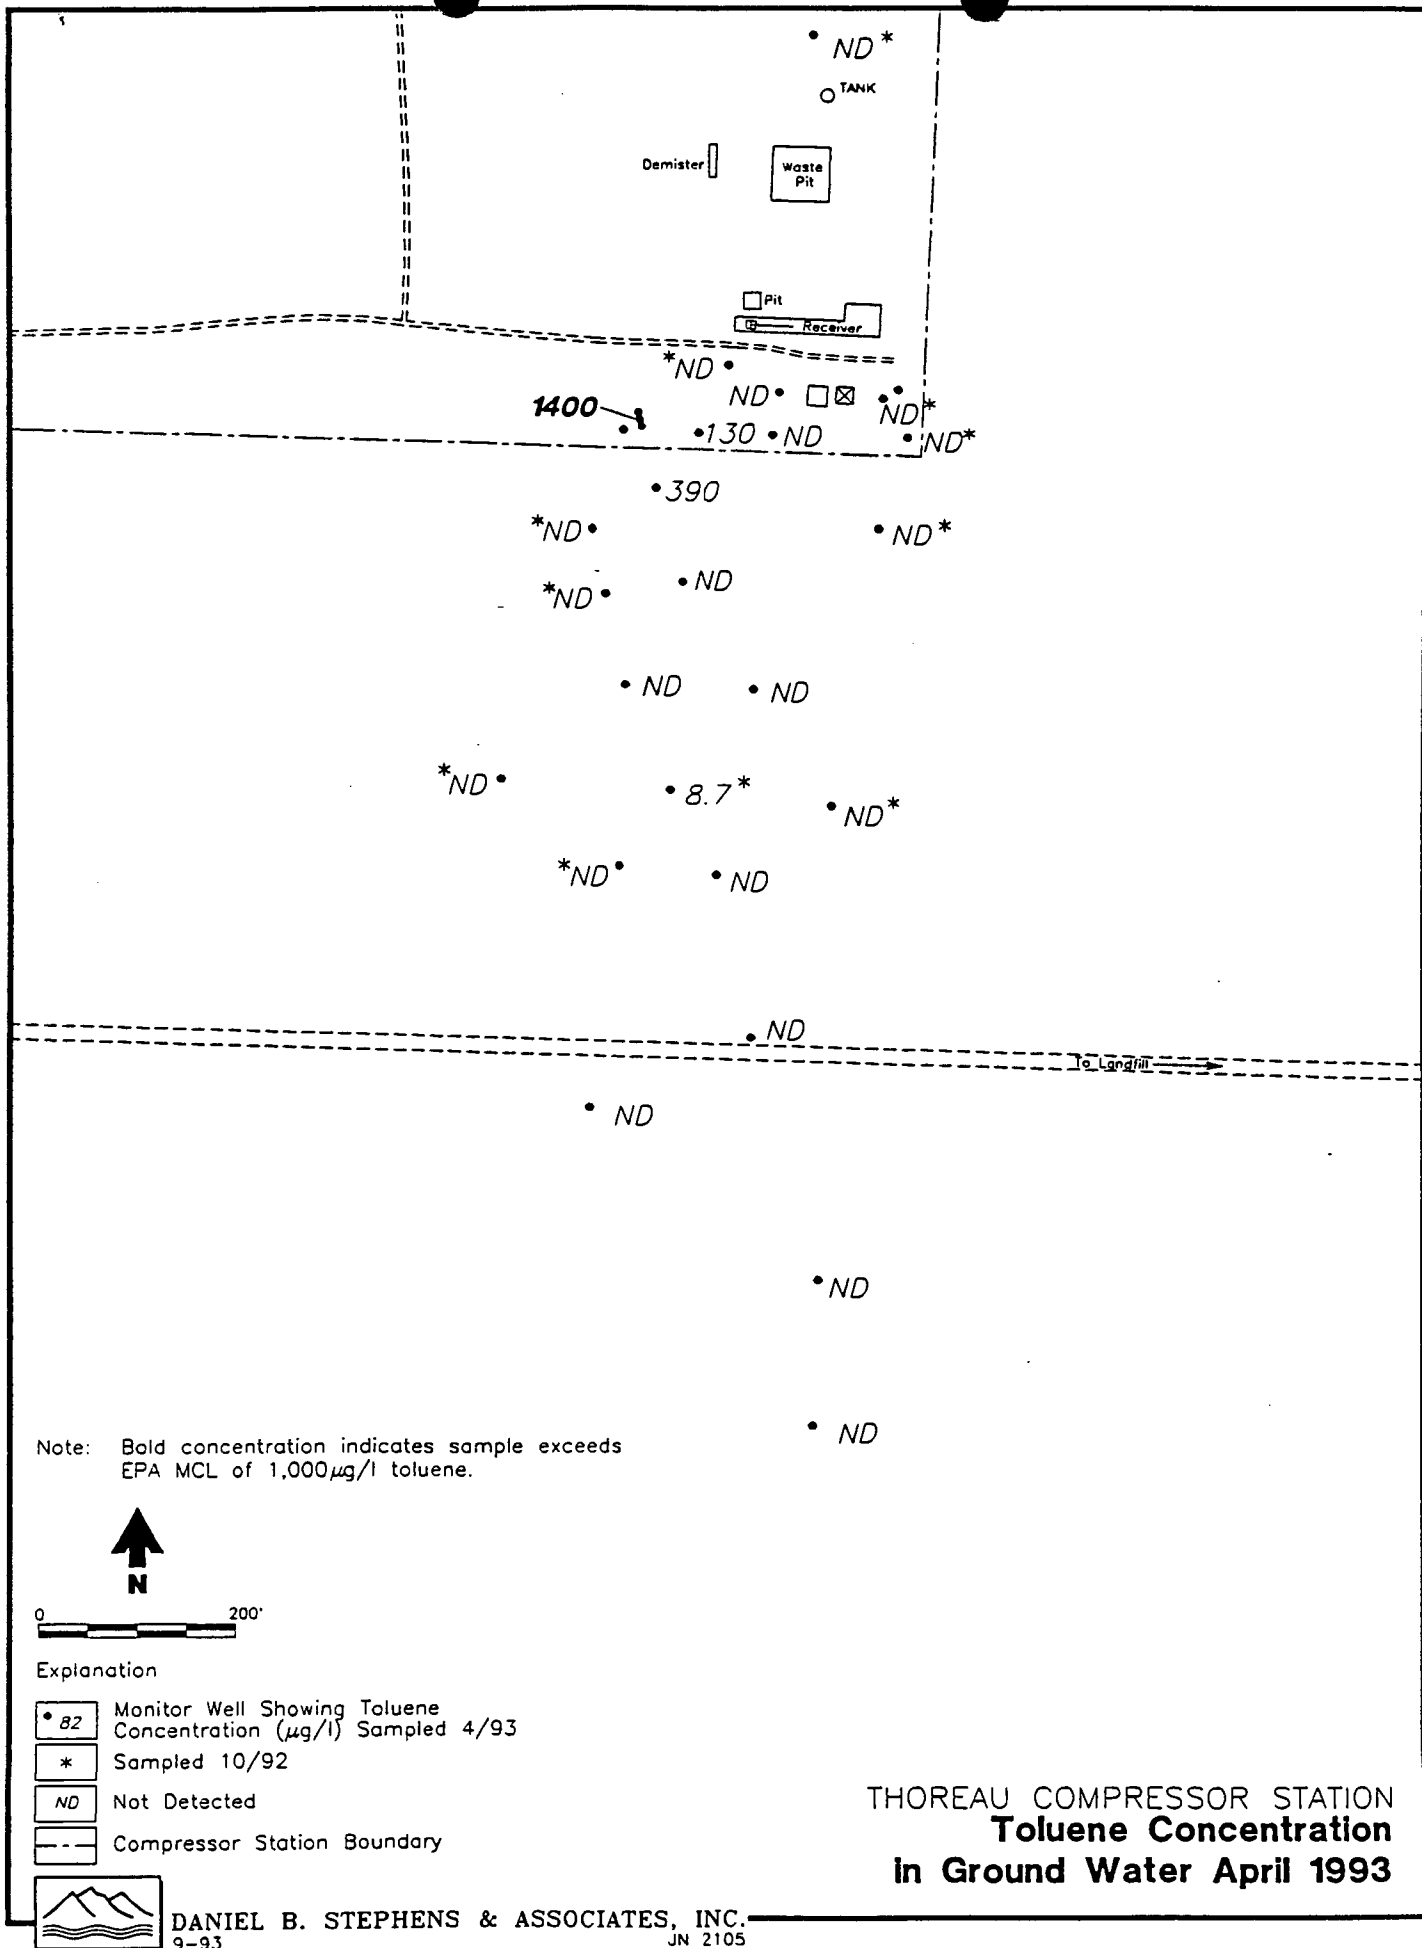 ND*
TANK
Demister
Waste
Pit
Pit
Receiver
*ND
ND
ND*
1400
130
ND
ND*
390
*ND
ND*
ND
*ND
ND
ND
*ND
8.7*
ND*
*ND
ND
ND
To Landfill
ND
ND
ND
Note: Bold concentration indicates sample exceeds
EPA MCL of 1,000µg/l toluene.
N
0 200'
Explanation
82 Monitor Well Showing Toluene
Concentration (µg/l) Sampled 4/93
* Sampled 10/92
ND Not Detected
Compressor Station Boundary
THOREAU COMPRESSOR STATION
Toluene Concentration
in Ground Water April 1993
DANIEL B. STEPHENS & ASSOCIATES, INC.
9-93 JN 2105